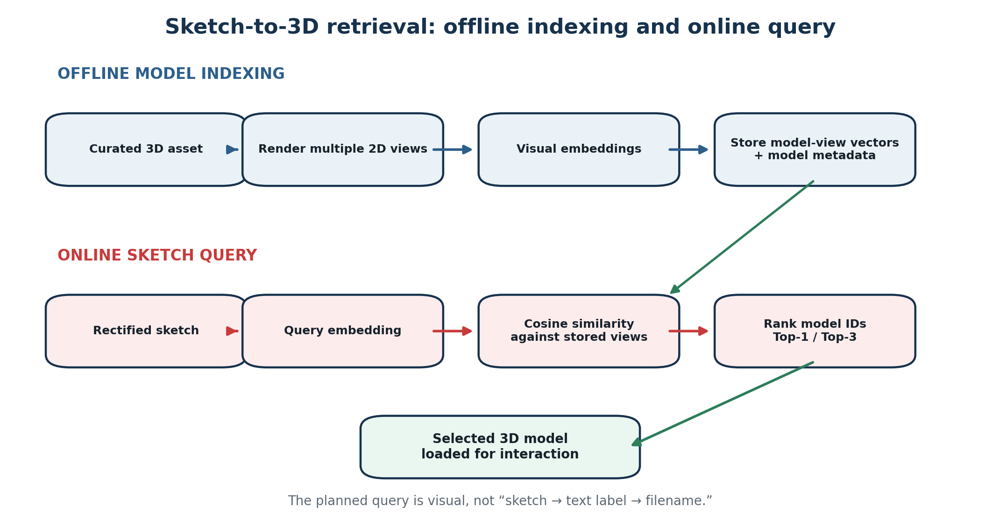 Sketch-to-3D retrieval: offline indexing and online query
OFFLINE MODEL INDEXING
Curated 3D asset
Render multiple 2D views
Visual embeddings
Store model-view vectors
+ model metadata
ONLINE SKETCH QUERY
Rectified sketch
Query embedding
Cosine similarity
against stored views
Rank model IDs
Top-1 / Top-3
Selected 3D model
loaded for interaction
The planned query is visual, not “sketch → text label → filename.”